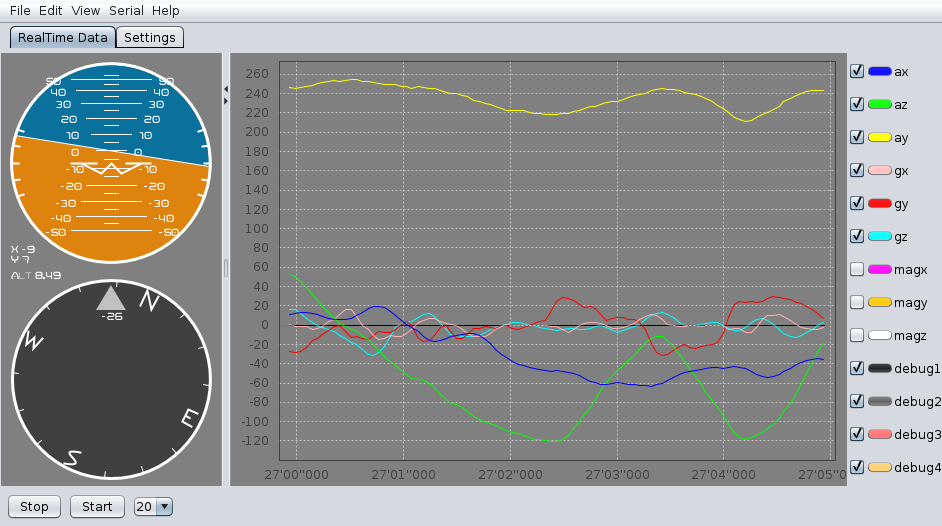 File Edit View Serial Help
RealTime Data Settings
50 50
40 40
30 30
20 20
10 10
0 0
-10 -10
-20 -20
-30 -30
-40 -40
-50 -50
X -9
Y 7
ALT 8.49
-26
N
W
E
S
260
240
220
200
180
160
140
120
100
80
60
40
20
0
-20
-40
-60
-80
-100
-120
27'00"000 27'01"000 27'02"000 27'03"000 27'04"000 27'05"0
ax
az
ay
gx
gy
gz
magx
magy
magz
debug1
debug2
debug3
debug4
Stop Start 20